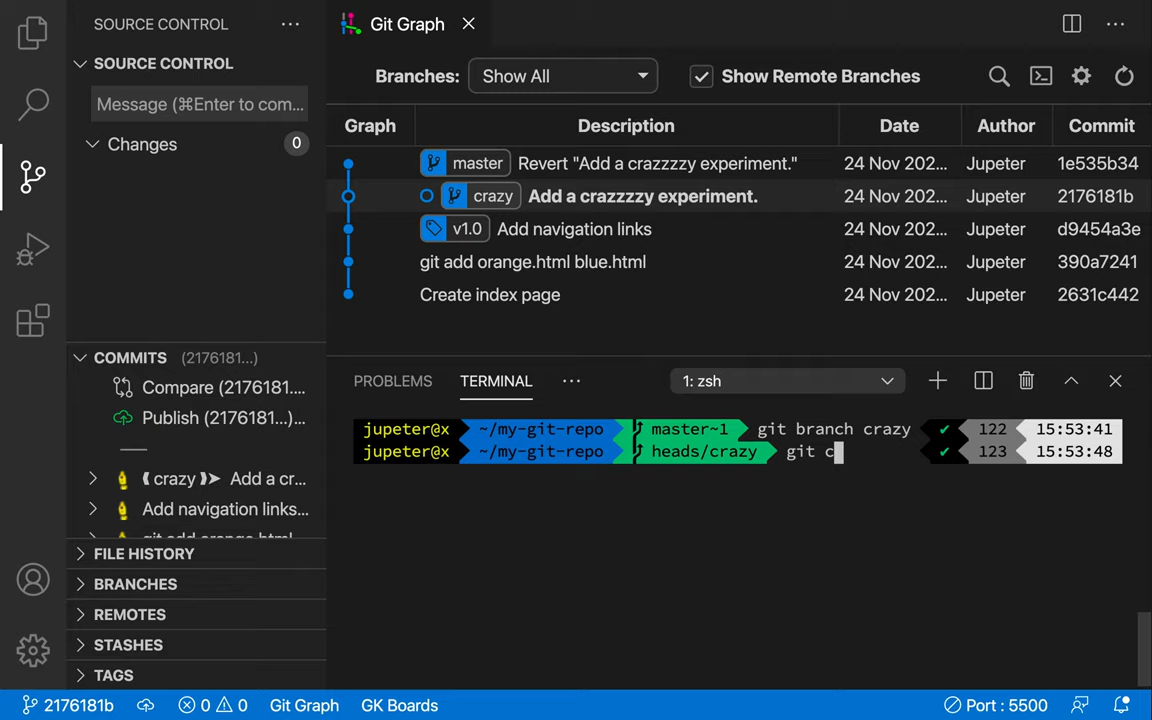 SOURCE CONTROL ···
SOURCE CONTROL
Message (⌘Enter to com...
Changes 0
COMMITS (2176181...)
Compare (2176181....
Publish (2176181...)...
crazy Add a cr...
Add navigation links...
git add orange.html
FILE HISTORY
BRANCHES
REMOTES
STASHES
TAGS
Git Graph
Branches: Show All Show Remote Branches
Graph Description Date Author Commit
master Revert "Add a crazzzzy experiment." 24 Nov 202... Jupeter 1e535b34
crazy Add a crazzzzy experiment. 24 Nov 202... Jupeter 2176181b
v1.0 Add navigation links 24 Nov 202... Jupeter d9454a3e
git add orange.html blue.html 24 Nov 202... Jupeter 390a7241
Create index page 24 Nov 202... Jupeter 2631c442
PROBLEMS TERMINAL ··· 1: zsh
jupeter@x ~/my-git-repo master~1 git branch crazy ✔ 122 15:53:41
jupeter@x ~/my-git-repo heads/crazy git c ✔ 123 15:53:48
2176181b 0 0 Git Graph GK Boards Port : 5500